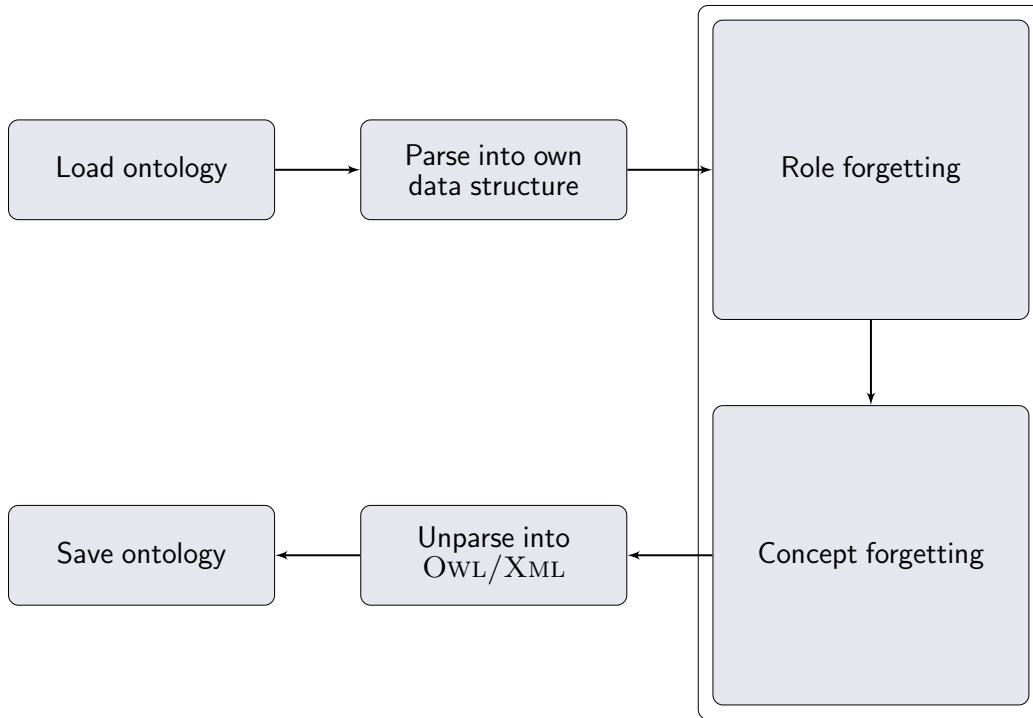 Load ontology
Parse into own
data structure
Role forgetting
Save ontology
Unparse into
OWL/XML
Concept forgetting